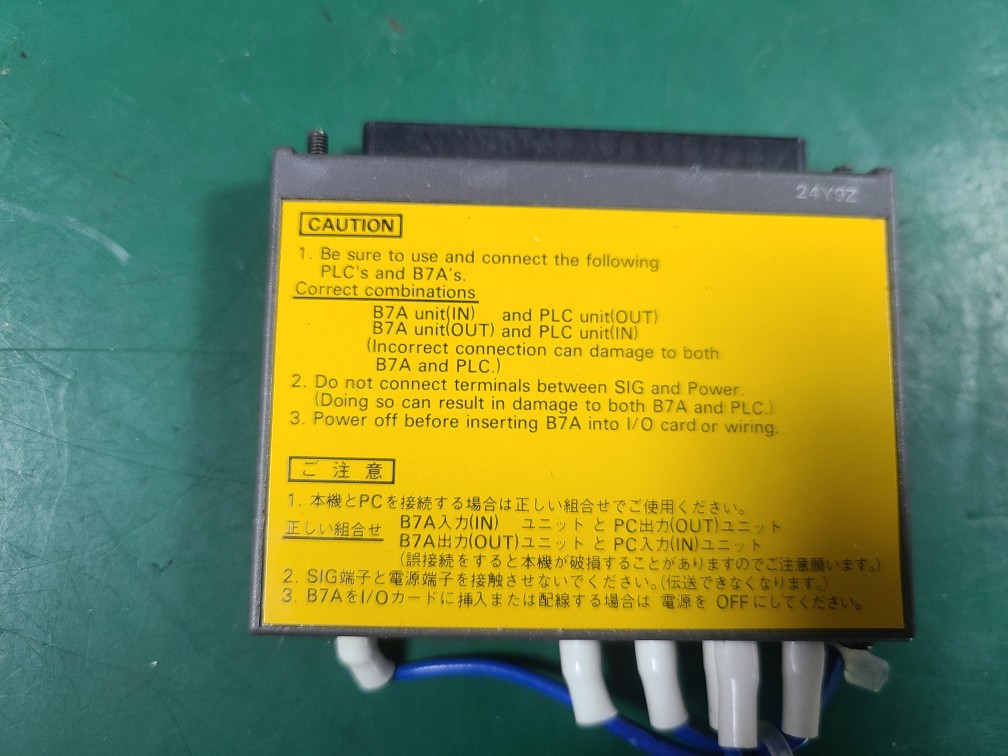 24Y9Z
CAUTION
1. Be sure to use and connect the following
PLC's and B7A's.
Correct combinations
B7A unit(IN) and PLC unit(OUT)
B7A unit(OUT) and PLC unit(IN)
(Incorrect connection can damage to both
B7A and PLC.)
2. Do not connect terminals between SIG and Power.
(Doing so can result in damage to both B7A and PLC.)
3. Power off before inserting B7A into I/O card or wiring.
ご注意
1. 本機とPCを接続する場合は正しい組合せでご使用ください。
正しい組合せ B7A入力(IN) ユニット と PC出力(OUT)ユニット
B7A出力(OUT)ユニット と PC入力(IN)ユニット
(誤接続をすると本機が破損することがありますのでご注意願います。)
2. SIG端子と電源端子を接触させないでください。(伝送できなくなります。)
3. B7AをI/Oカードに挿入または配線する場合は 電源を OFFにしてください。